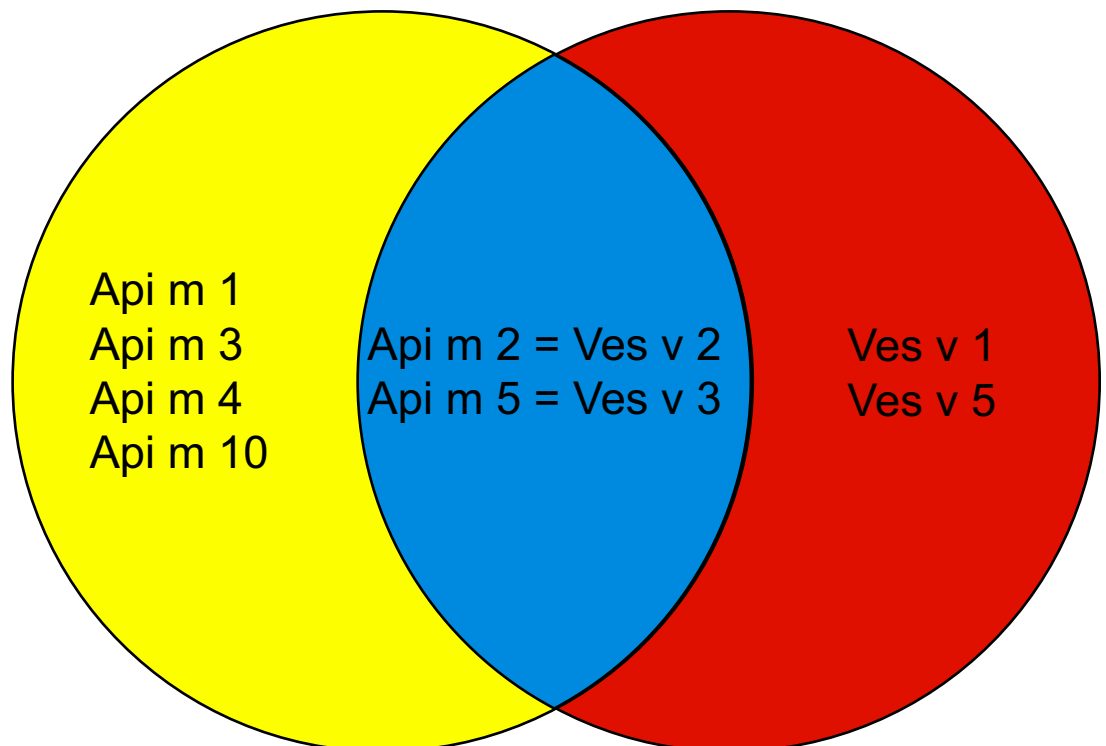 Api m 1
Api m 3
Api m 4
Api m 10
Api m 2 = Ves v 2
Api m 5 = Ves v 3
Ves v 1
Ves v 5